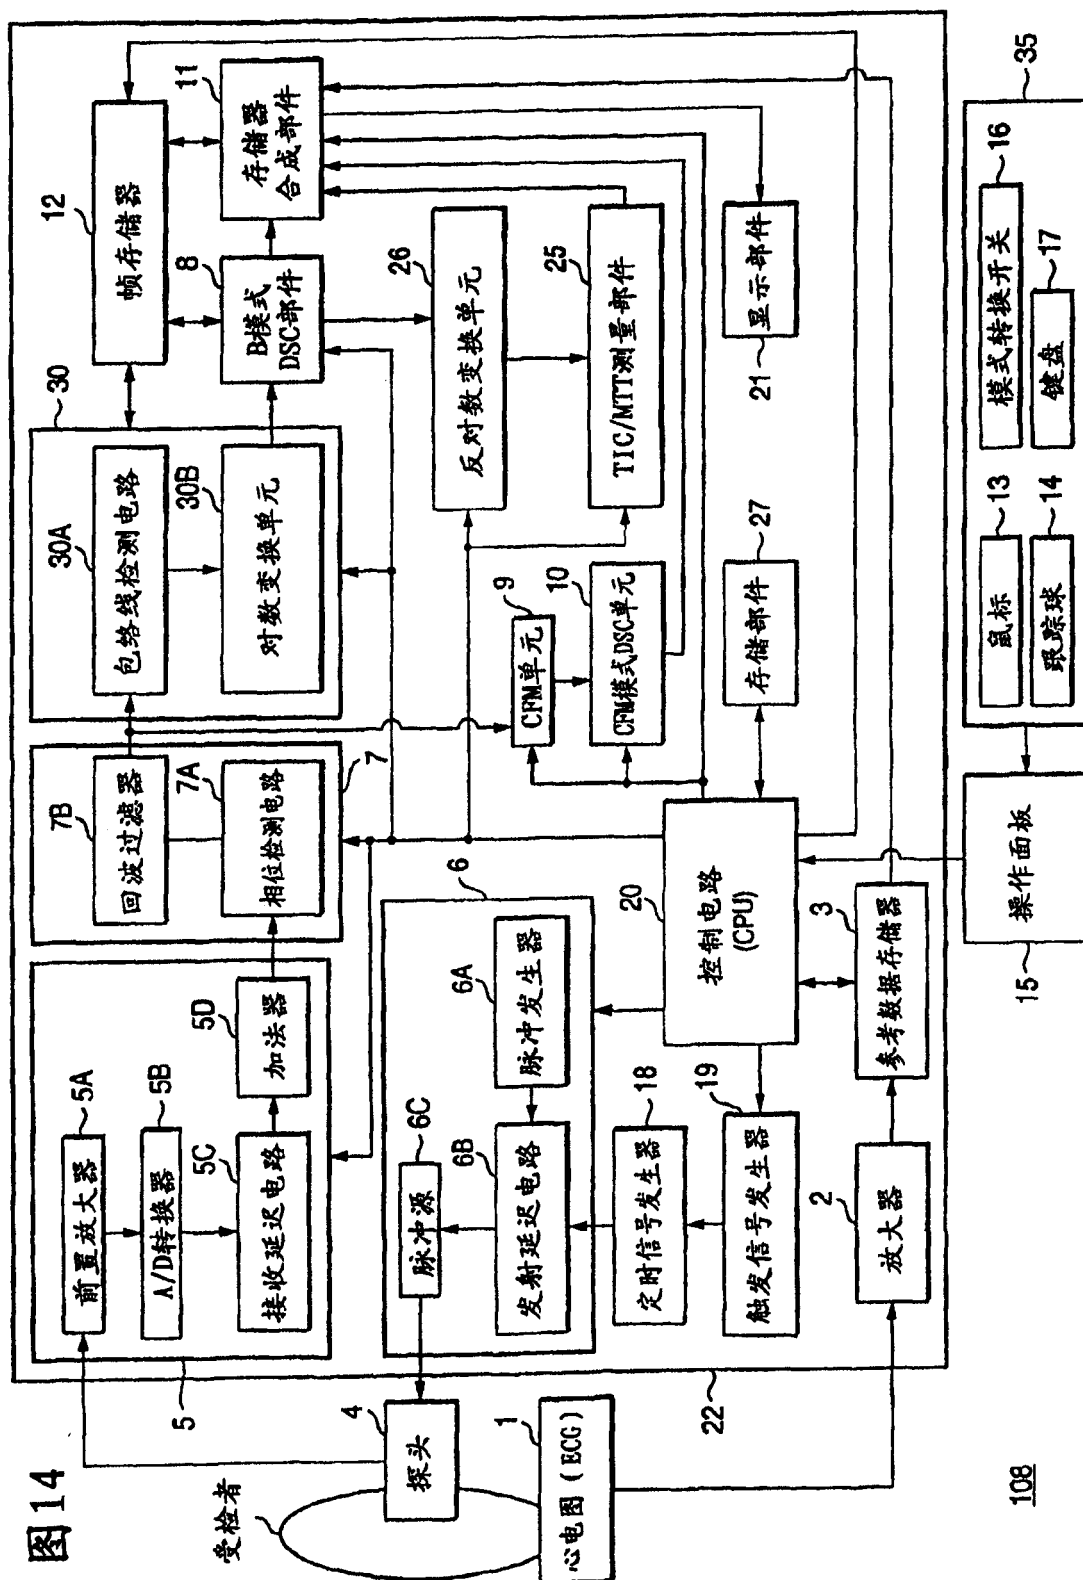 图14
受检者
探头
4
心电图(ECG)
1
22
5
前置放大器
5A
A/D转换器
5B
接收延迟电路
5C
加法器
5D
7
回波过滤器
7B
相位检测电路
7A
30
包络线检测电路
30A
对数变换单元
30B
帧存储器
12
B模式
DSC部件
8
存储器
合成部件
11
6
脉冲源
6C
发射延迟电路
6B
脉冲发生器
6A
CFM单元
9
CFM模式DSC单元
10
反对数变换单元
26
TIC/MTT测量部件
25
定时信号发生器
18
触发信号发生器
19
控制电路
(CPU)
20
存储部件
27
显示部件
21
放大器
2
参考数据存储器
3
操作面板
15
35
鼠标
13
跟踪球
14
模式转换开关
16
键盘
17
108